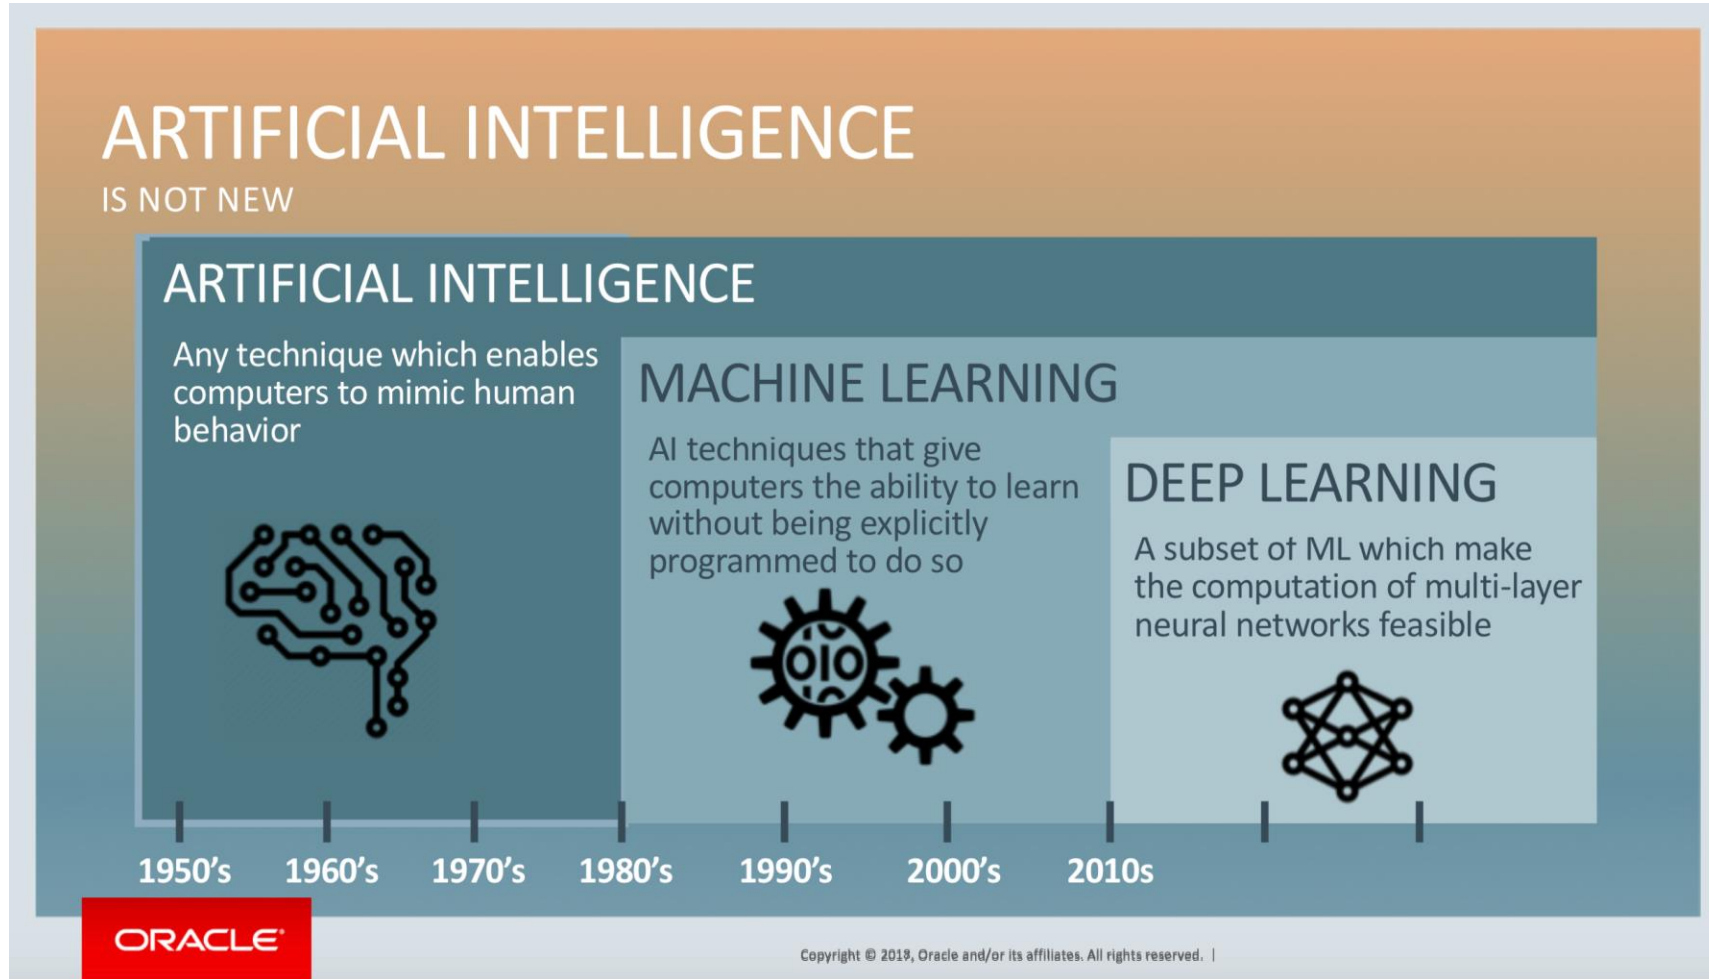 ARTIFICIAL INTELLIGENCE
IS NOT NEW
ARTIFICIAL INTELLIGENCE
Any technique which enables
computers to mimic human
behavior
MACHINE LEARNING
AI techniques that give
computers the ability to learn
without being explicitly
programmed to do so
DEEP LEARNING
A subset of ML which make
the computation of multi-layer
neural networks feasible
1950's 1960's 1970's 1980's 1990's 2000's 2010s
ORACLE
Copyright © Oracle and/or its affiliates. All rights reserved. |